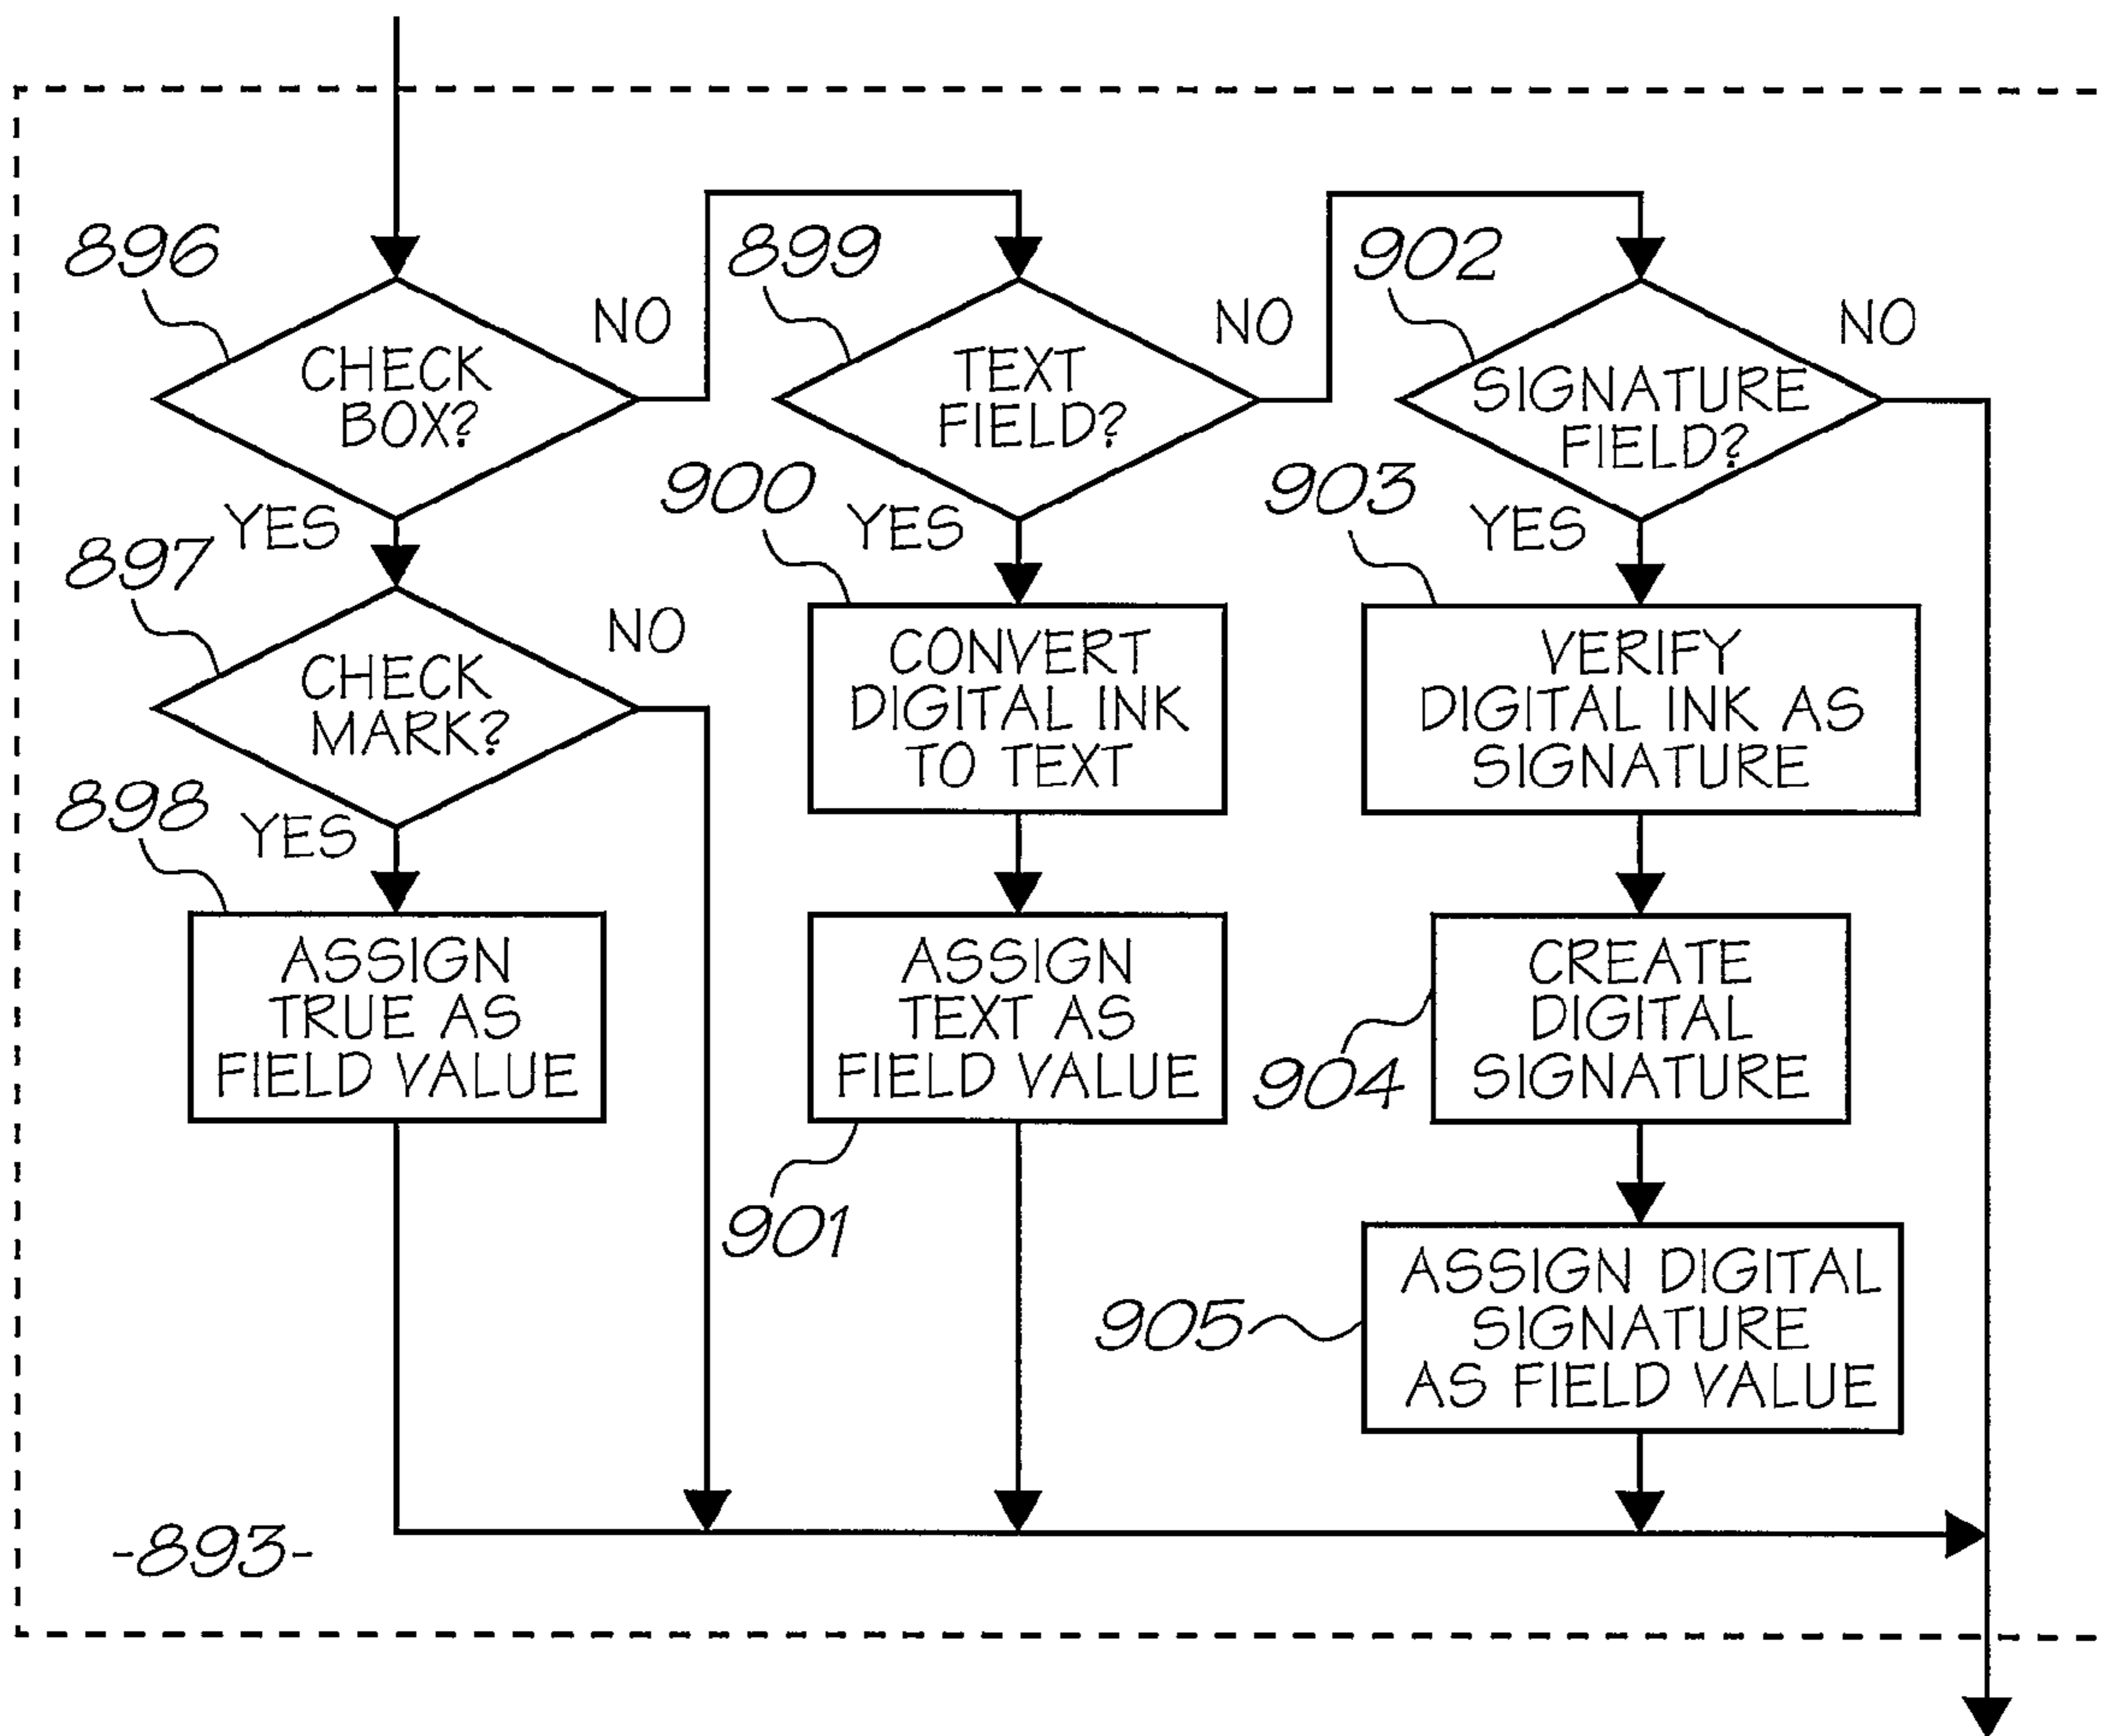 896
CHECK
BOX?
NO
YES
899
TEXT
FIELD?
NO
YES
902
SIGNATURE
FIELD?
NO
YES
897
CHECK
MARK?
NO
YES
900
CONVERT
DIGITAL INK
TO TEXT
903
VERIFY
DIGITAL INK AS
SIGNATURE
898
ASSIGN
TRUE AS
FIELD VALUE
901
ASSIGN
TEXT AS
FIELD VALUE
904
CREATE
DIGITAL
SIGNATURE
905
ASSIGN DIGITAL
SIGNATURE
AS FIELD VALUE
-893-